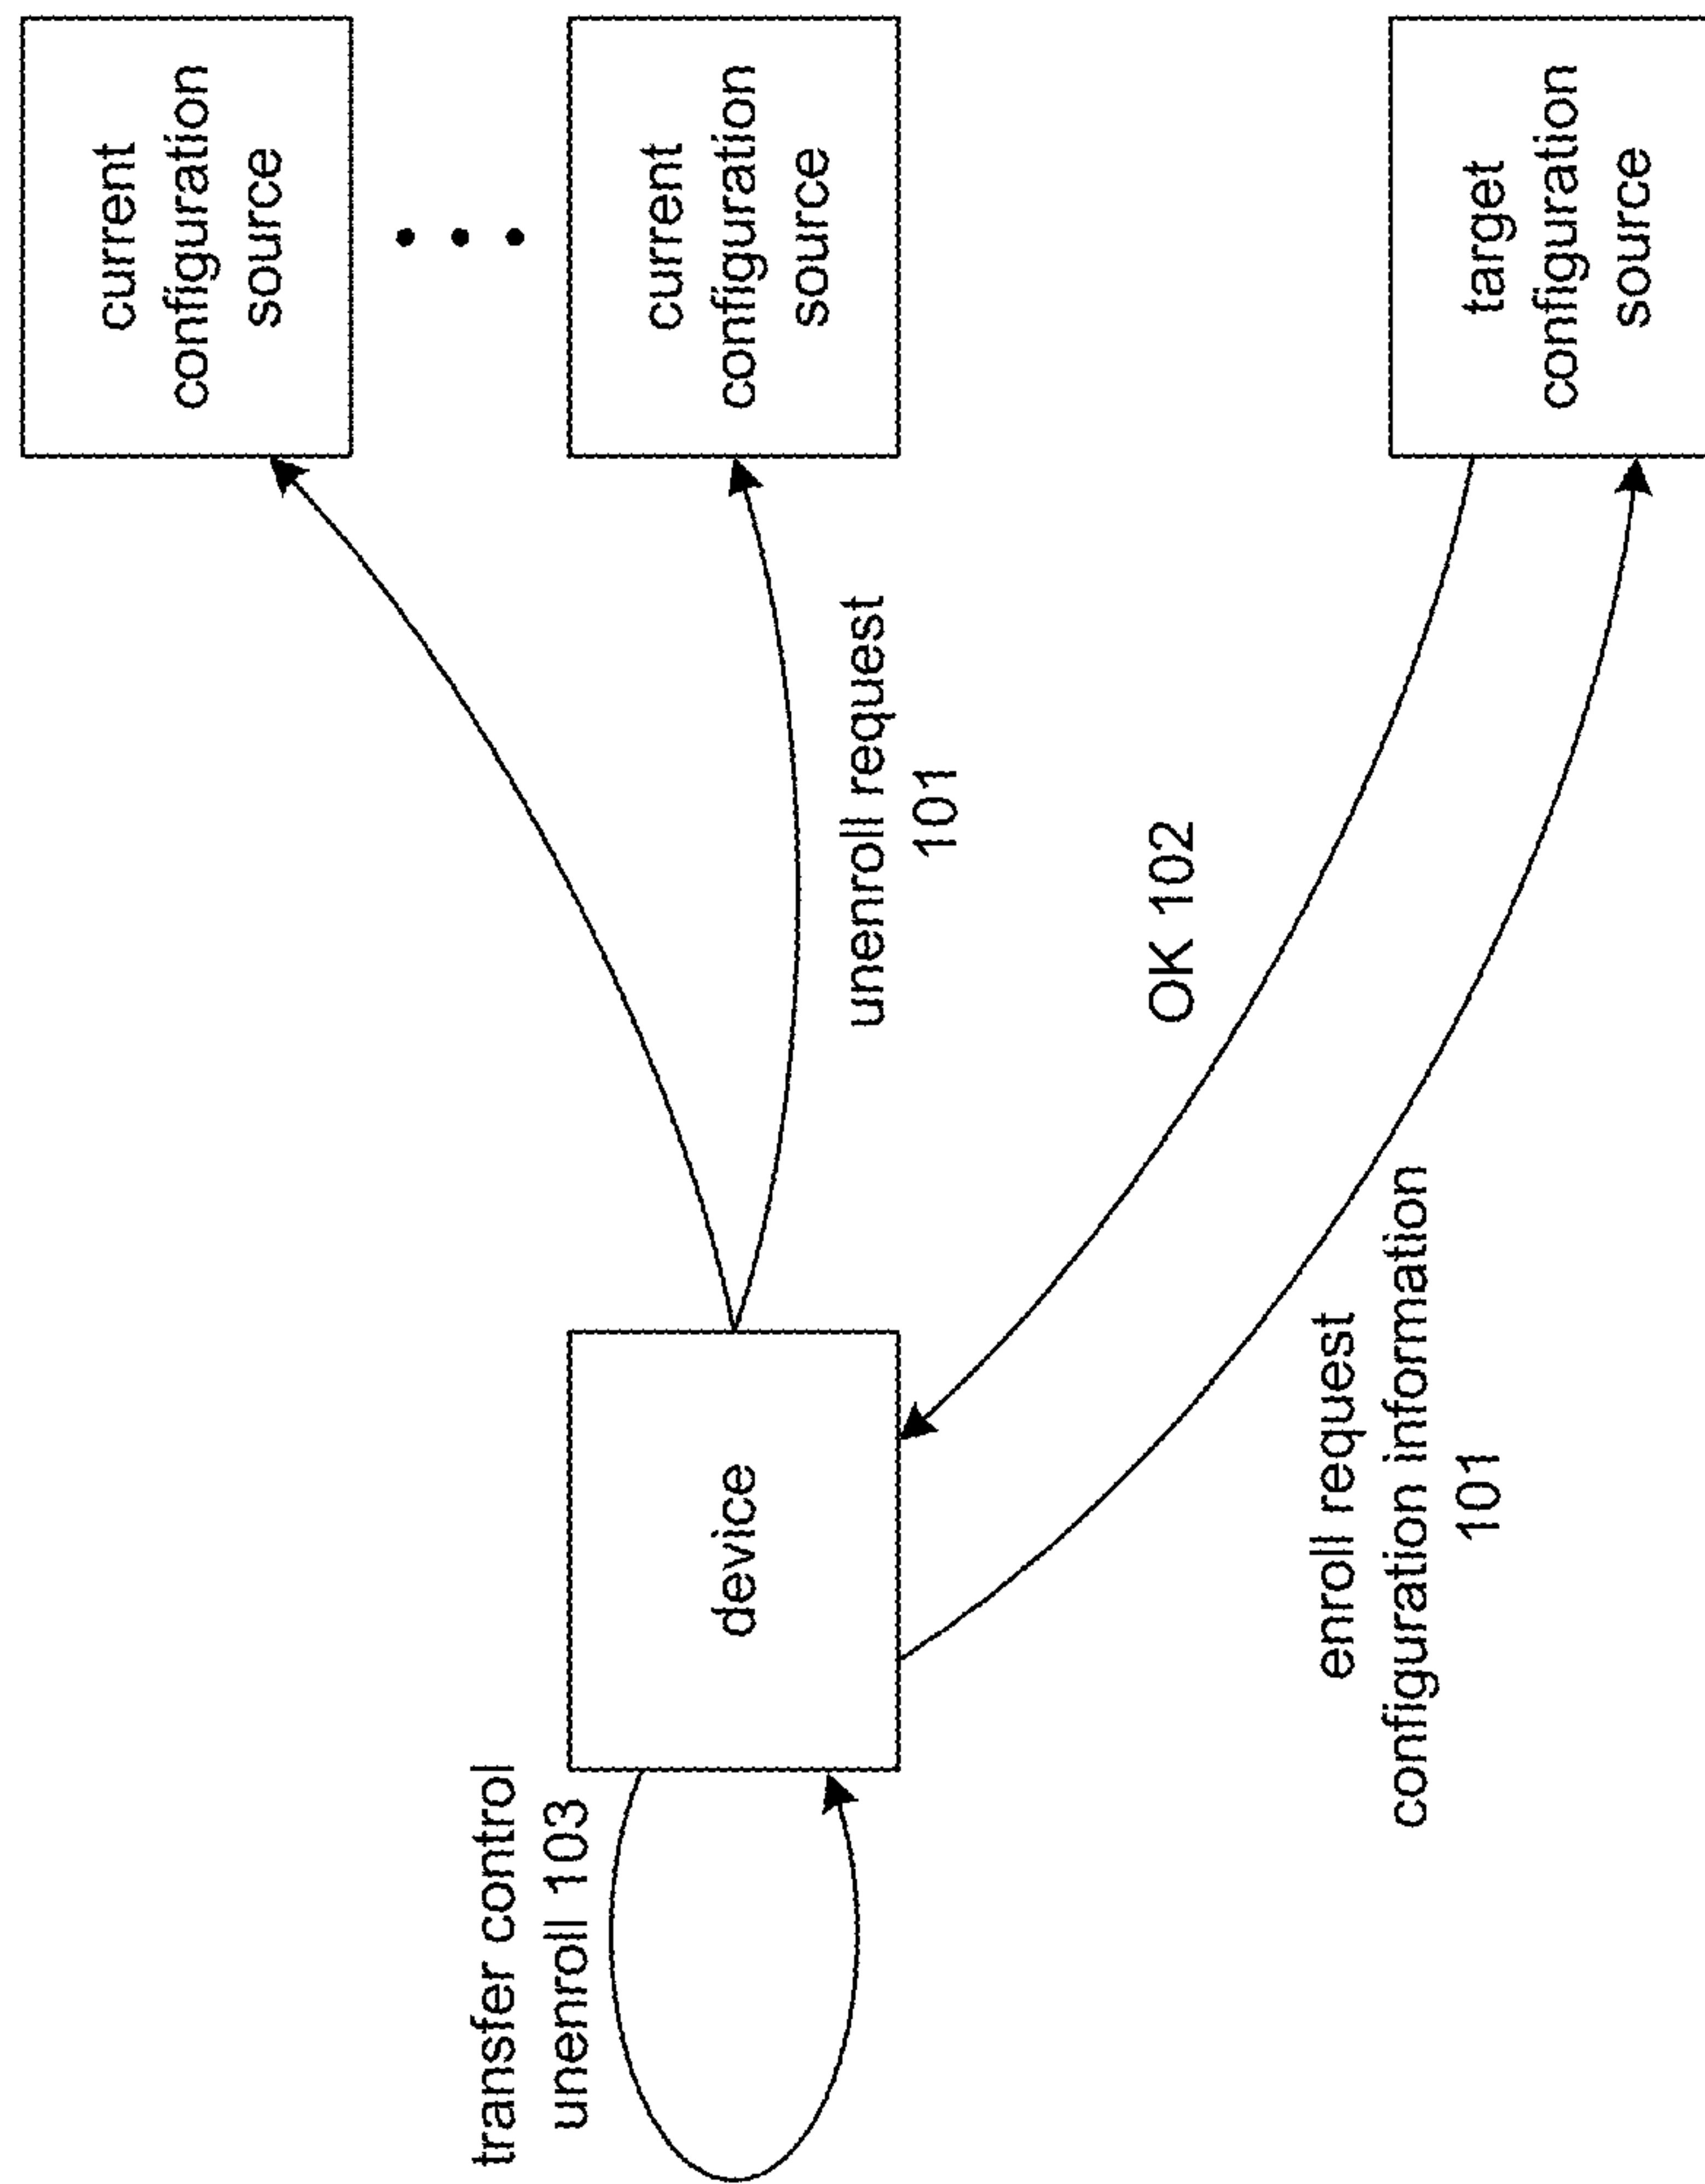 current
configuration
source
current
configuration
source
target
configuration
source
unenroll request
101
OK 102
device
transfer control
unenroll 103
enroll request
configuration information
101